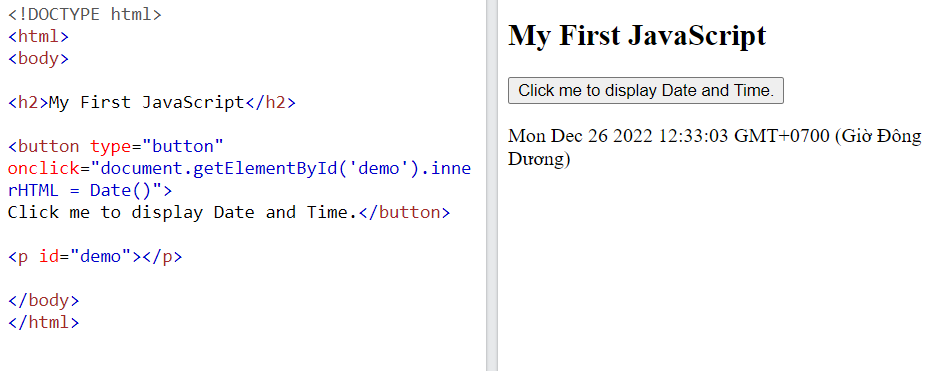 <!DOCTYPE html>
<html>
<body>
<h2>My First JavaScript</h2>
<button type="button"
onclick="document.getElementById('demo').inne
rHTML = Date()">
Click me to display Date and Time.</button>
<p id="demo"></p>
</body>
</html>
My First JavaScript
Click me to display Date and Time.
Mon Dec 26 2022 12:33:03 GMT+0700 (Giờ Đông
Dương)